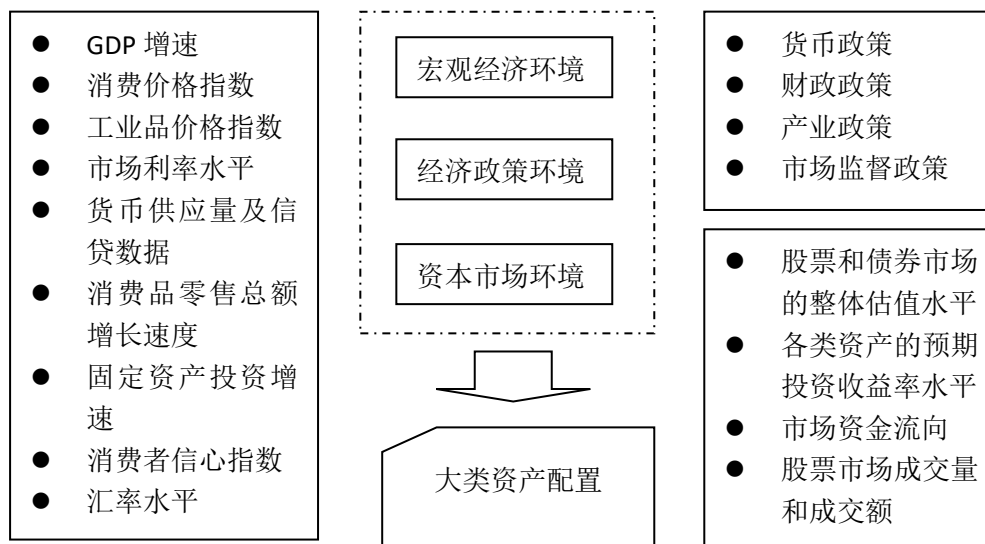 GDP 增速
消费价格指数
工业品价格指数
市场利率水平
货币供应量及信
贷数据
消费品零售总额
增长速度
固定资产投资增
速
消费者信心指数
汇率水平
宏观经济环境
经济政策环境
资本市场环境
大类资产配置
货币政策
财政政策
产业政策
市场监督政策
股票和债券市场
的整体估值水平
各类资产的预期
投资收益率水平
市场资金流向
股票市场成交量
和成交额